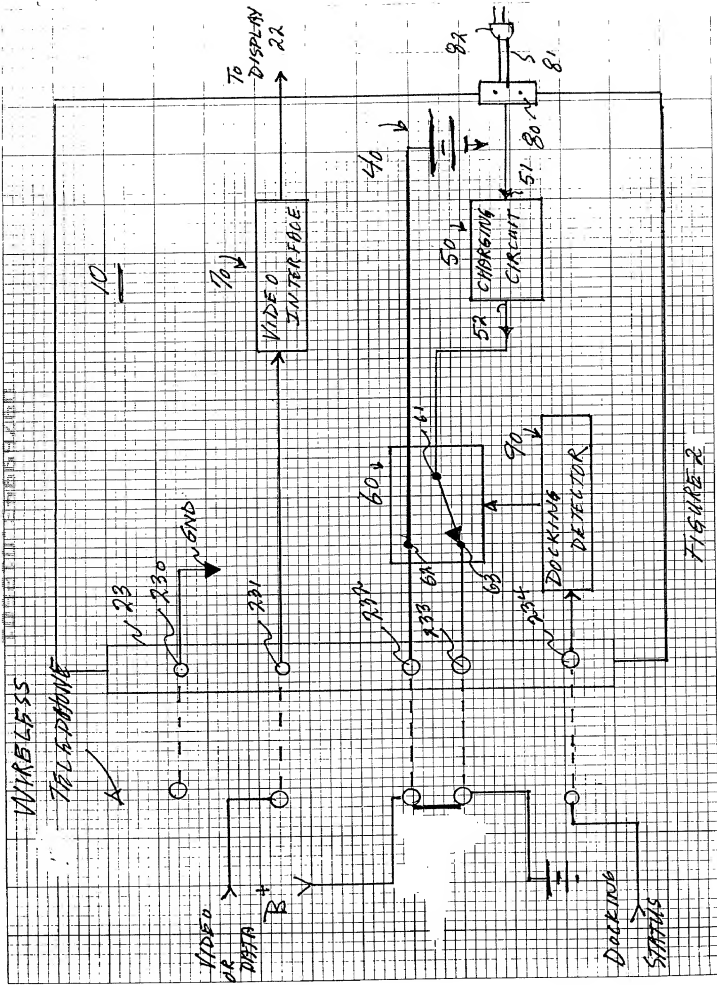 WIRELESS
TELEPHONE
10
23
230
GND
VIDEO
OR
DATA
231
70
VIDEO
INTERFACE
TO
DISPLAY
22
B+
232
233
60
61
62
63
40
50
CHARGING
CIRCUIT
51
52
80
81
82
234
90
DOCKING
DETECTOR
DOCKING
STATUS
FIGURE 2